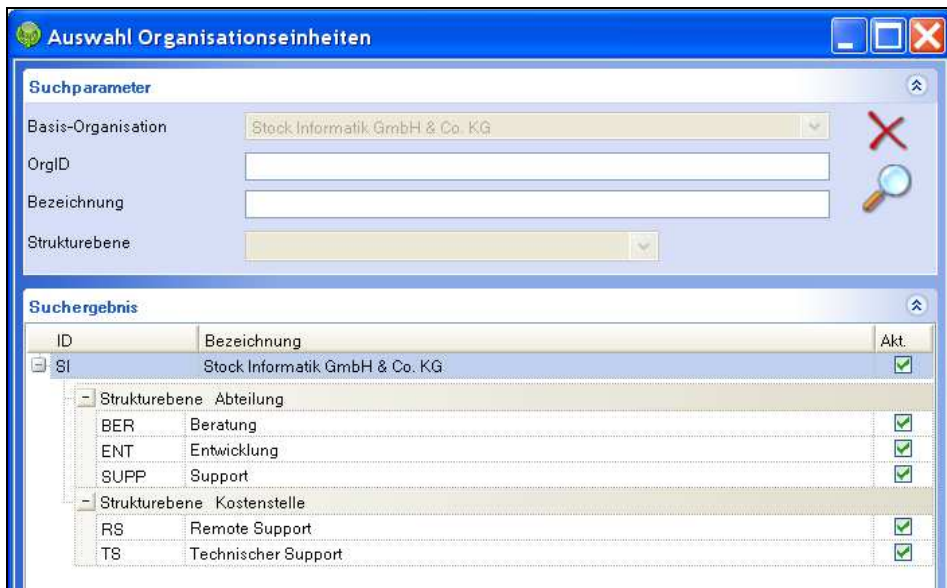 Auswahl Organisationseinheiten
Suchparameter
Basis-Organisation Stock Informatik GmbH & Co. KG
OrgID
Bezeichnung
Strukturebene
Suchergebnis
ID Bezeichnung Akt.
SI Stock Informatik GmbH & Co. KG
Strukturebene Abteilung
BER Beratung
ENT Entwicklung
SUPP Support
Strukturebene Kostenstelle
RS Remote Support
TS Technischer Support